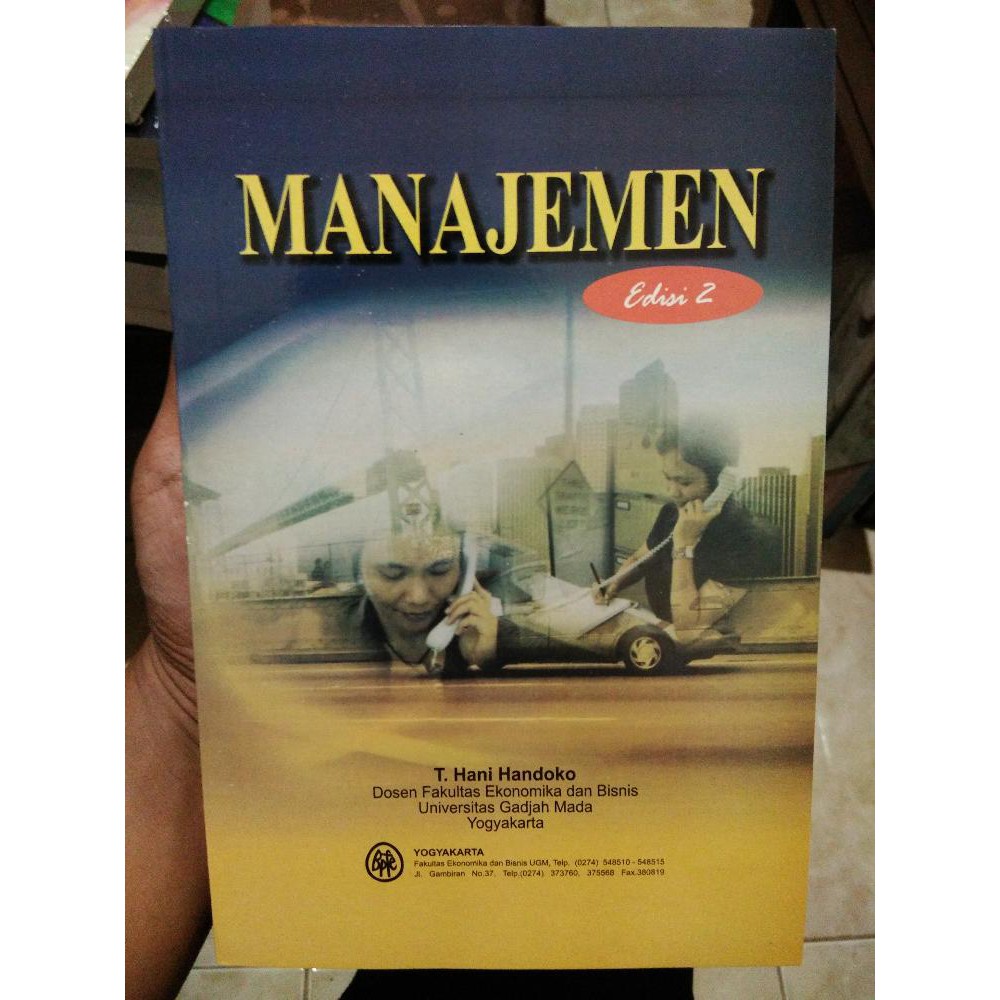 MANAJEMEN
Edisi 2
T. Hani Handoko
Dosen Fakultas Ekonomika dan Bisnis
Universitas Gadjah Mada
Yogyakarta
Bpfe
YOGYAKARTA
Fakultas Ekonomika dan Bisnis UGM, Telp. (0274) 548510 - 548515
Jl. Gambiran No.37, Telp.(0274) 373760, 375568 Fax.380819